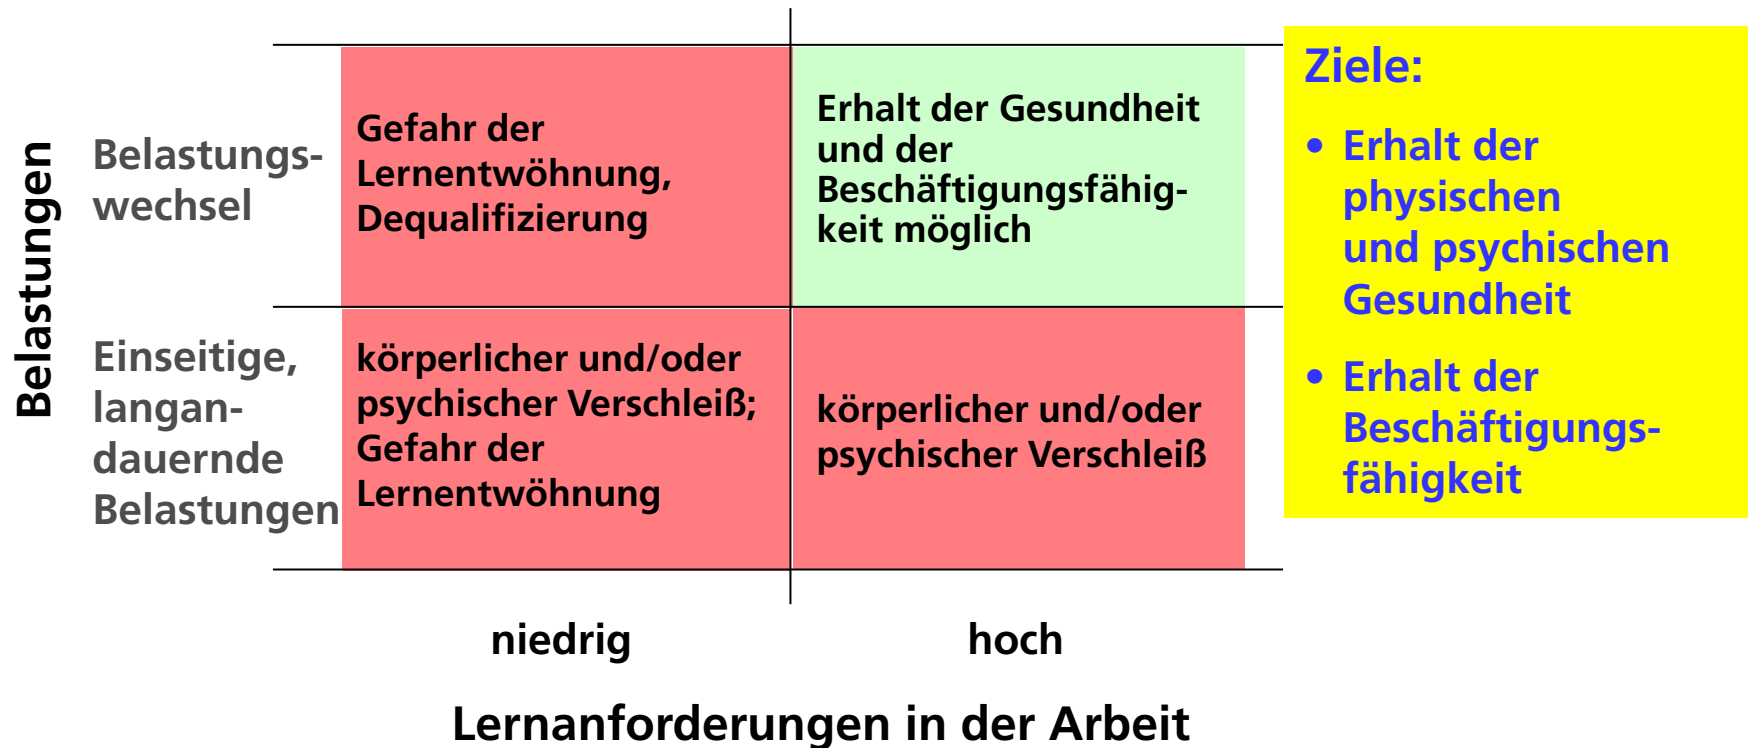 Belastungen
Belastungs-
wechsel
Gefahr der
Lernentwöhnung,
Dequalifizierung
Erhalt der Gesundheit
und der
Beschäftigungsfähig-
keit möglich
Einseitige,
langan-
dauernde
Belastungen
körperlicher und/oder
psychischer Verschleiß;
Gefahr der
Lernentwöhnung
körperlicher und/oder
psychischer Verschleiß
niedrig
hoch
Lernanforderungen in der Arbeit
Ziele:
• Erhalt der
physischen
und psychischen
Gesundheit
• Erhalt der
Beschäftigungs-
fähigkeit